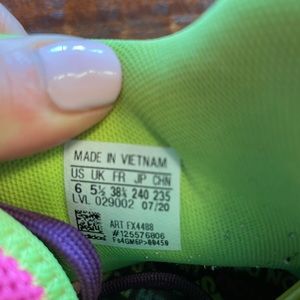 MADE IN VIETNAM
US UK FR JP CHN
6 5½ 38⅔ 240 235
LVL 029002 07/20
ART FX4488
#125576806
adidas